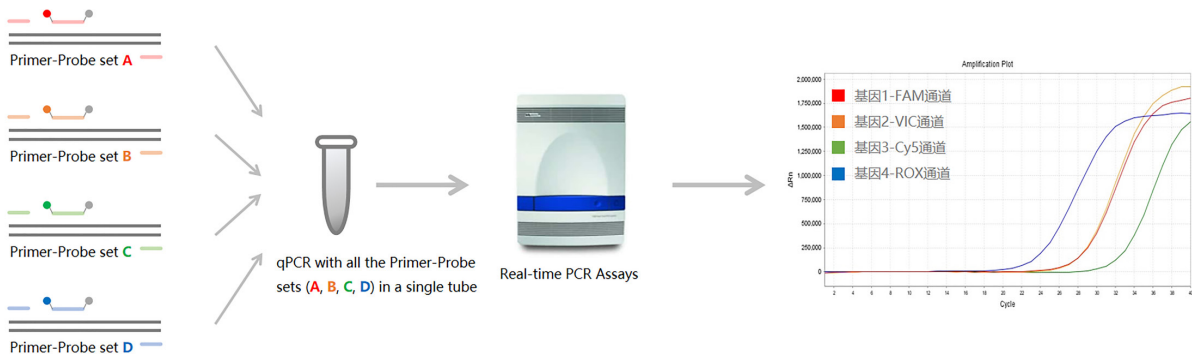 Primer-Probe set A
Primer-Probe set B
Primer-Probe set C
Primer-Probe set D
qPCR with all the Primer-Probe
sets (A, B, C, D) in a single tube
Real-time PCR Assays
Amplification Plot
2,000,000
1,750,000
1,500,000
1,250,000
1,000,000
750,000
500,000
250,000
0
ΔRn
基因1-FAM通道
基因2-VIC通道
基因3-Cy5通道
基因4-ROX通道
2 4 6 8 10 12 14 16 18 20 22 24 26 28 30 32 34 36 38 40
Cycle